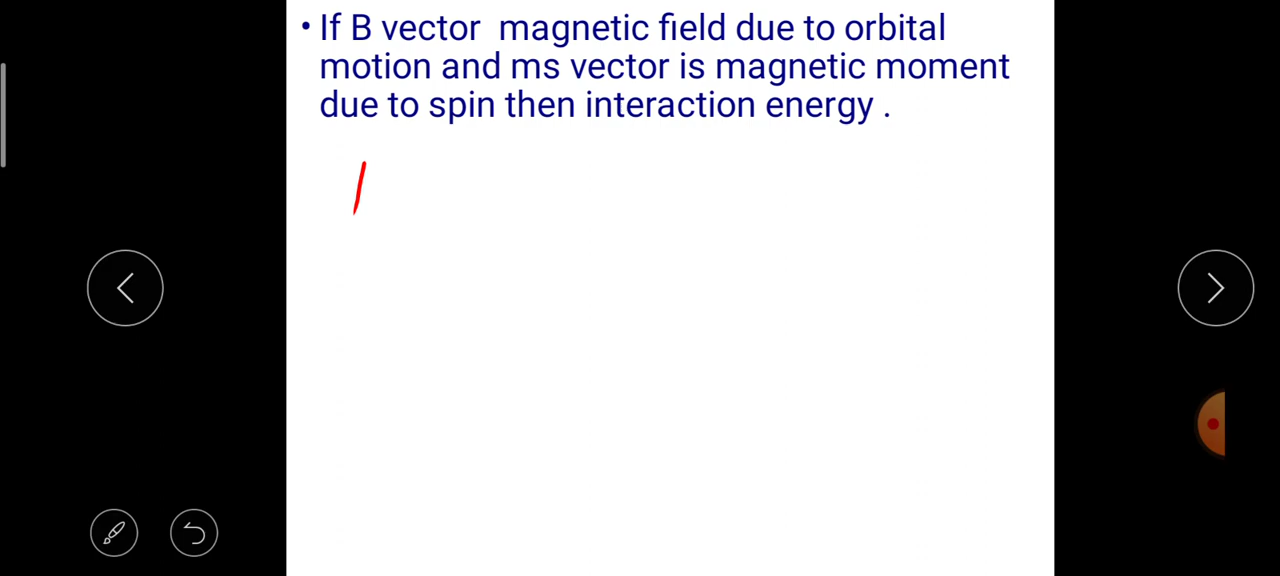 • If B vector  magnetic field due to orbital
motion and ms vector is magnetic moment
due to spin then interaction energy .